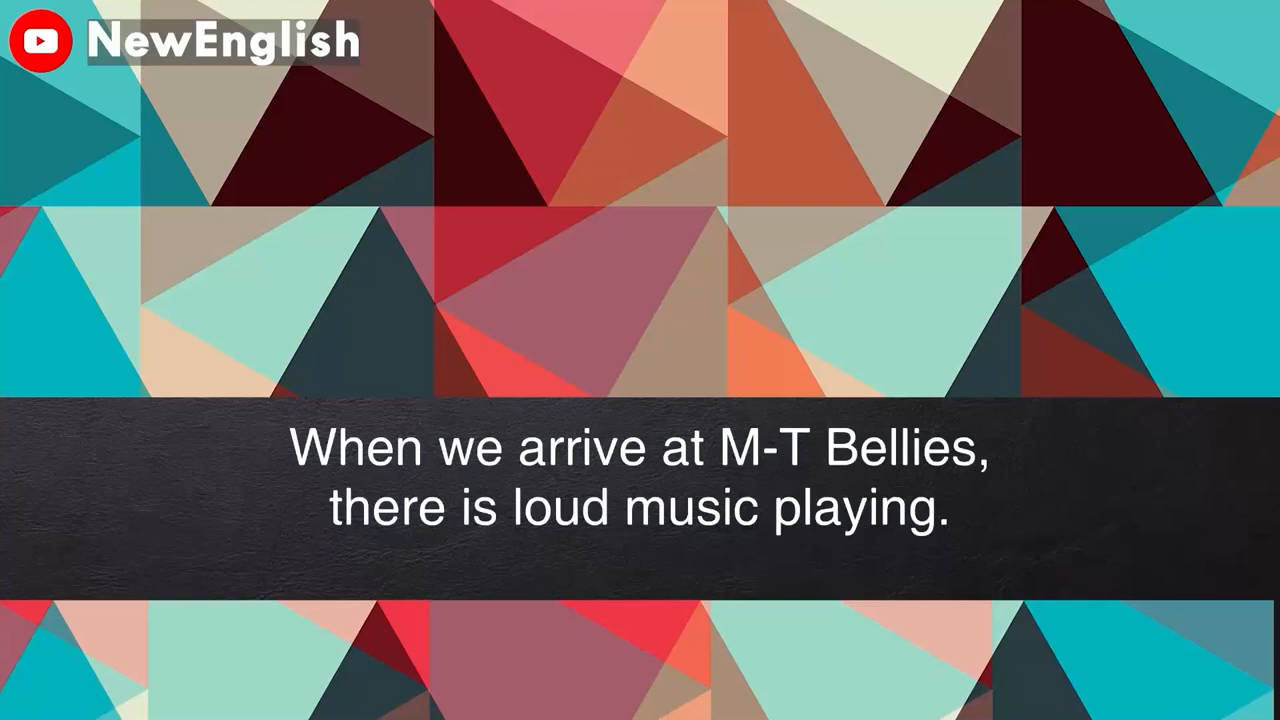 NewEnglish
When we arrive at M-T Bellies,
there is loud music playing.